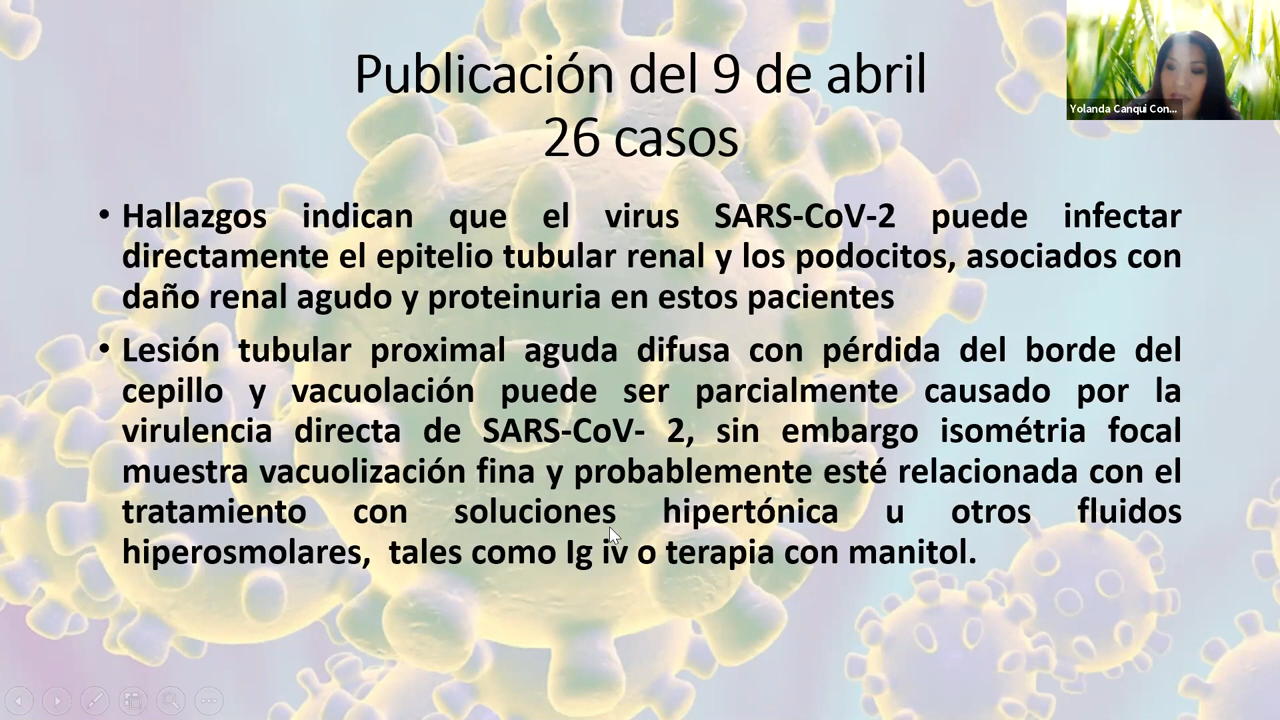 Publicación del 9 de abril
26 casos
Yolanda Canqui Con...
• Hallazgos indican que el virus SARS-CoV-2 puede infectar
directamente el epitelio tubular renal y los podocitos, asociados con
daño renal agudo y proteinuria en estos pacientes
• Lesión tubular proximal aguda difusa con pérdida del borde del
cepillo y vacuolación puede ser parcialmente causado por la
virulencia directa de SARS-CoV- 2, sin embargo isométria focal
muestra vacuolización fina y probablemente esté relacionada con el
tratamiento con soluciones hipertónica u otros fluidos
hiperosmolares, tales como Ig iv o terapia con manitol.